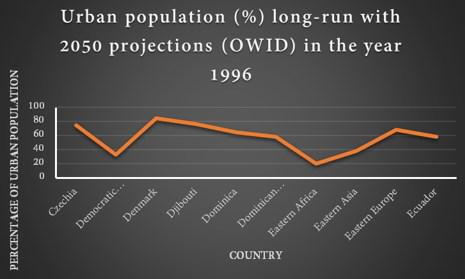 Urban population (%) long-run with
2050 projections (OWID) in the year
1996
PERCENTAGE OF URBAN POPULATION
100
80
60
40
20
0
Czechia
Democratic...
Denmark
Djibouti
Dominica
Dominican...
Eastern Africa
Eastern Asia
Eastern Europe
Ecuador
COUNTRY